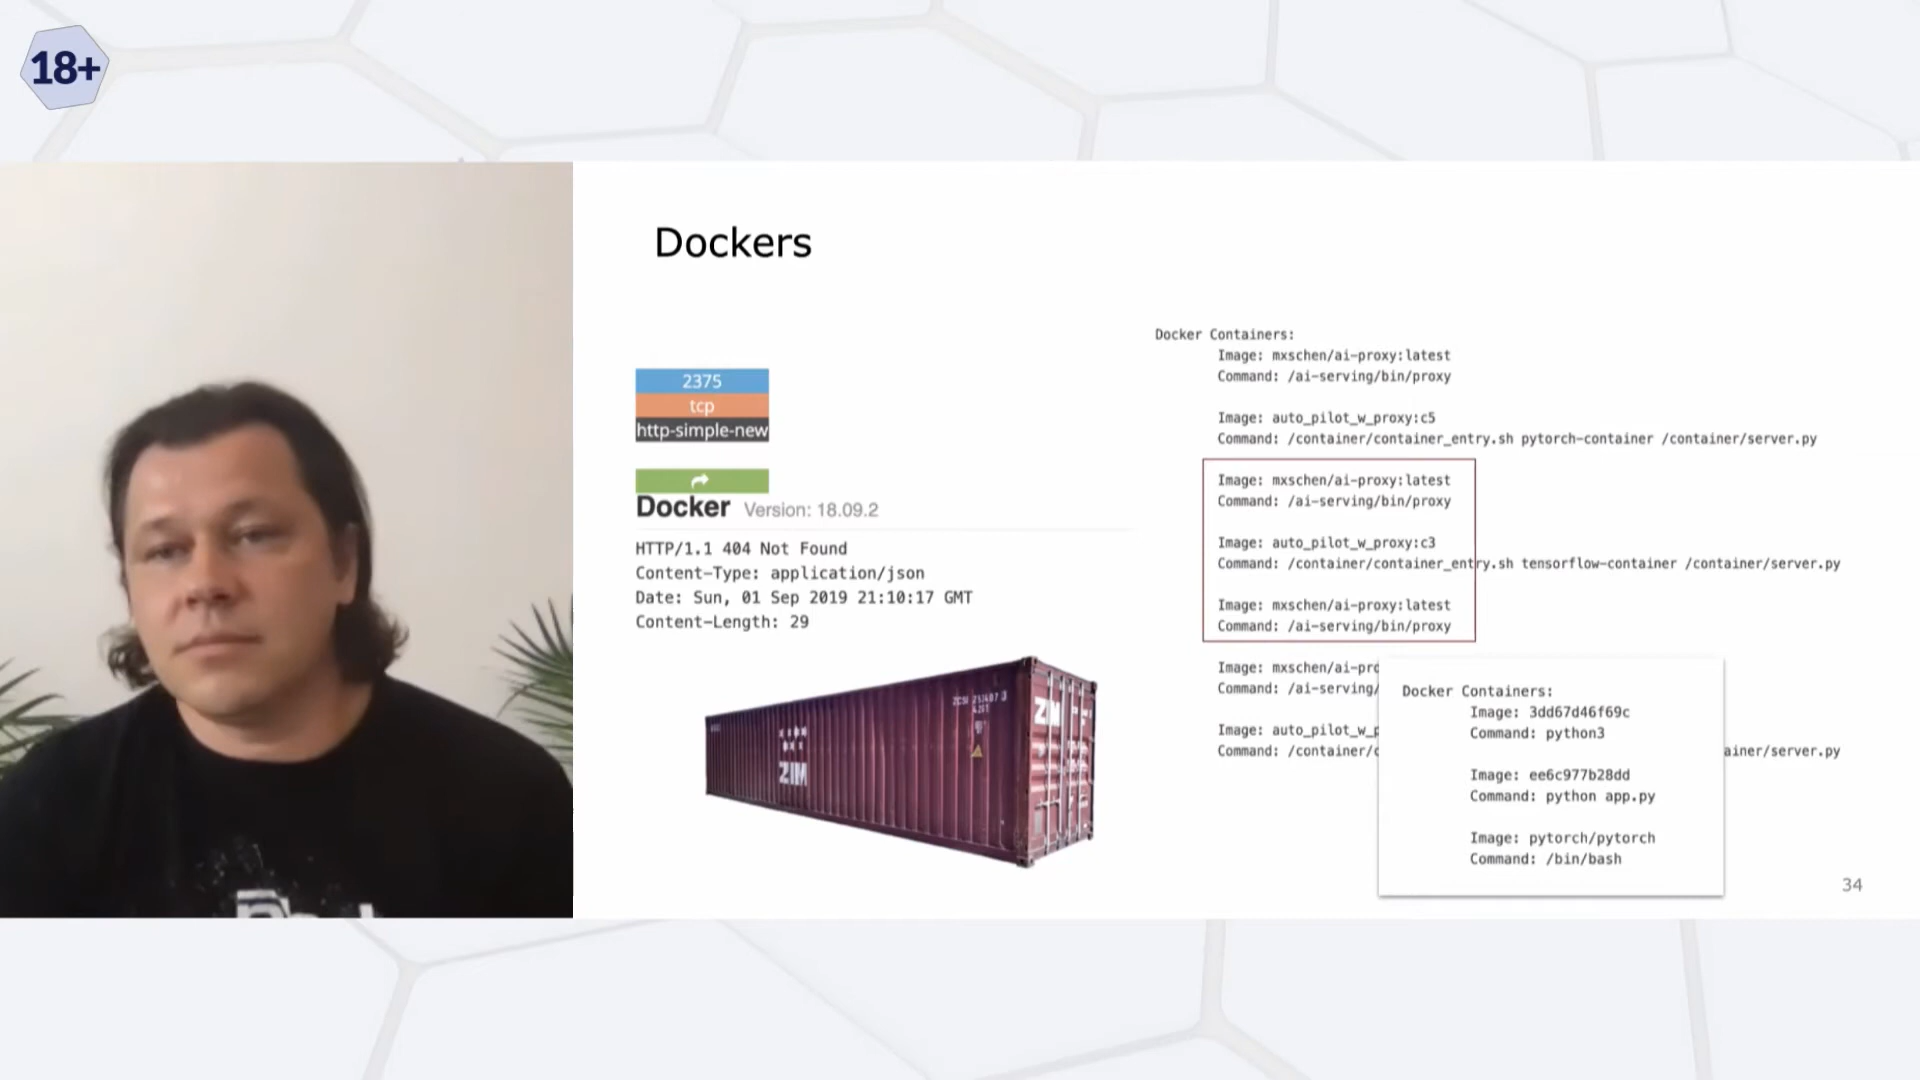 18+
Dockers
2375
tcp
http-simple-new
Docker Version: 18.09.2
HTTP/1.1 404 Not Found
Content-Type: application/json
Date: Sun, 01 Sep 2019 21:10:17 GMT
Content-Length: 29
ZIM
ZIM
Docker Containers:
Image: mxschen/ai-proxy:latest
Command: /ai-serving/bin/proxy
Image: auto_pilot_w_proxy:c5
Command: /container/container_entry.sh pytorch-container /container/server.py
Image: mxschen/ai-proxy:latest
Command: /ai-serving/bin/proxy
Image: auto_pilot_w_proxy:c3
Command: /container/container_entry.sh tensorflow-container /container/server.py
Image: mxschen/ai-proxy:latest
Command: /ai-serving/bin/proxy
Image: mxschen/ai-pro
Command: /ai-serving/
Image: auto_pilot_w_p
Command: /container/c
ainer/server.py
Docker Containers:
Image: 3dd67d46f69c
Command: python3
Image: ee6c977b28dd
Command: python app.py
Image: pytorch/pytorch
Command: /bin/bash
34